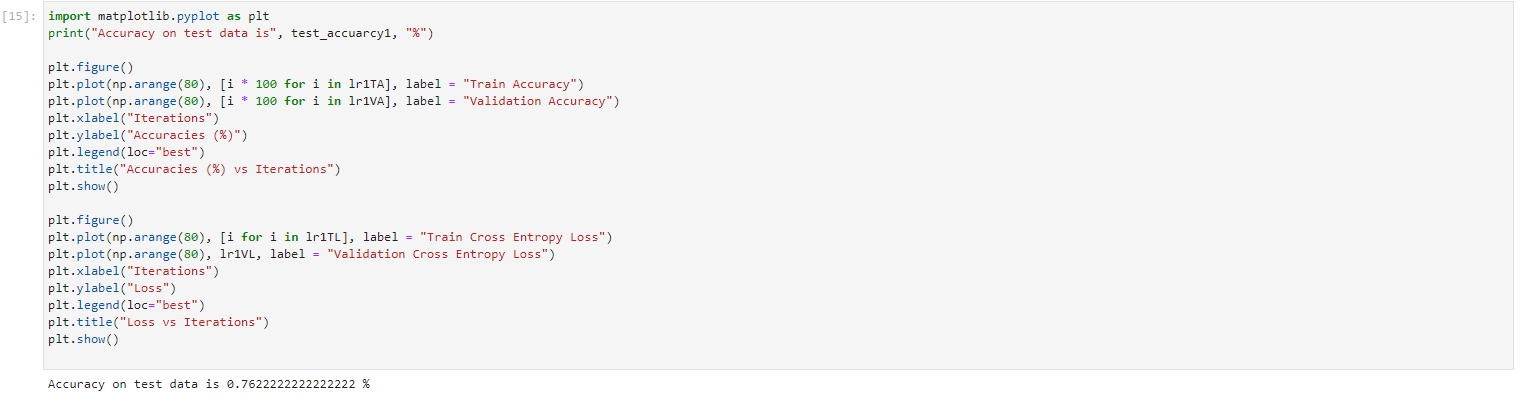 [15]: import matplotlib.pyplot as plt
print("Accuracy on test data is", test_accuarcy1, "%")
plt.figure()
plt.plot(np.arange(80), [i * 100 for i in lr1TA], label = "Train Accuracy")
plt.plot(np.arange(80), [i * 100 for i in lr1VA], label = "Validation Accuracy")
plt.xlabel("Iterations")
plt.ylabel("Accuracies (%)")
plt.legend(loc="best")
plt.title("Accuracies (%) vs Iterations")
plt.show()
plt.figure()
plt.plot(np.arange(80), [i for i in lr1TL], label = "Train Cross Entropy Loss")
plt.plot(np.arange(80), lr1VL, label = "Validation Cross Entropy Loss")
plt.xlabel("Iterations")
plt.ylabel("Loss")
plt.legend(loc="best")
plt.title("Loss vs Iterations")
plt.show()
Accuracy on test data is 0.7622222222222222 %